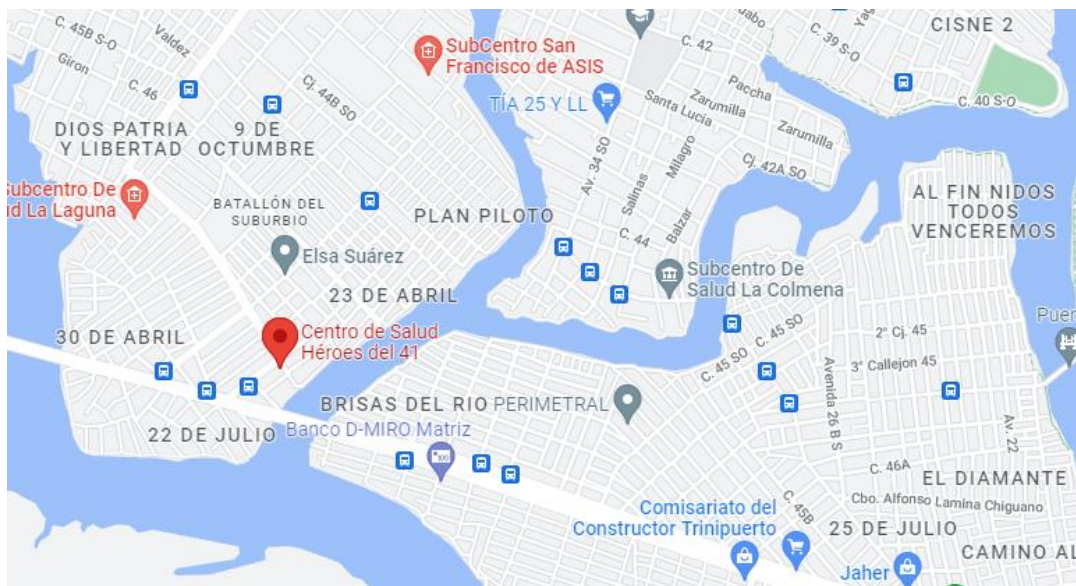 C. 45B S-O
Valdez
Giron
C. 46
Cj. 44B SO
SubCentro San
Francisco de ASIS
C. 42
C. 39 S-O
CISNE 2
C. 40 S-O
TÍA 25 Y LL
Santa Lucia
Zarumilla
Paccha
Zarumilla
Cj. 42A SO
DIOS PATRIA
Y LIBERTAD
9 DE
OCTUMBRE
Av. 34 SO
Salinas
Milagro
Balzar
C. 44
Subcentro De
ud La Laguna
BATALLÓN DEL
SUBURBIO
PLAN PILOTO
AL FIN NIDOS
TODOS
VENCEREMOS
Elsa Suárez
Subcentro De
Salud La Colmena
23 DE ABRIL
30 DE ABRIL
Centro de Salud
Héroes del 41
C. 45 SO
C. 45 SO
2° Cj. 45
3° Callejon 45
Avenida 26 B S
Av. 22
BRISAS DEL RIO
PERIMETRAL
22 DE JULIO
Banco D-MIRO Matriz
C. 46A
EL DIAMANTE
Cbo. Alfonso Lamina Chiguano
C. 45B
Comisariato del
Constructor Trinipuerto
25 DE JULIO
CAMINO AL
Jaher